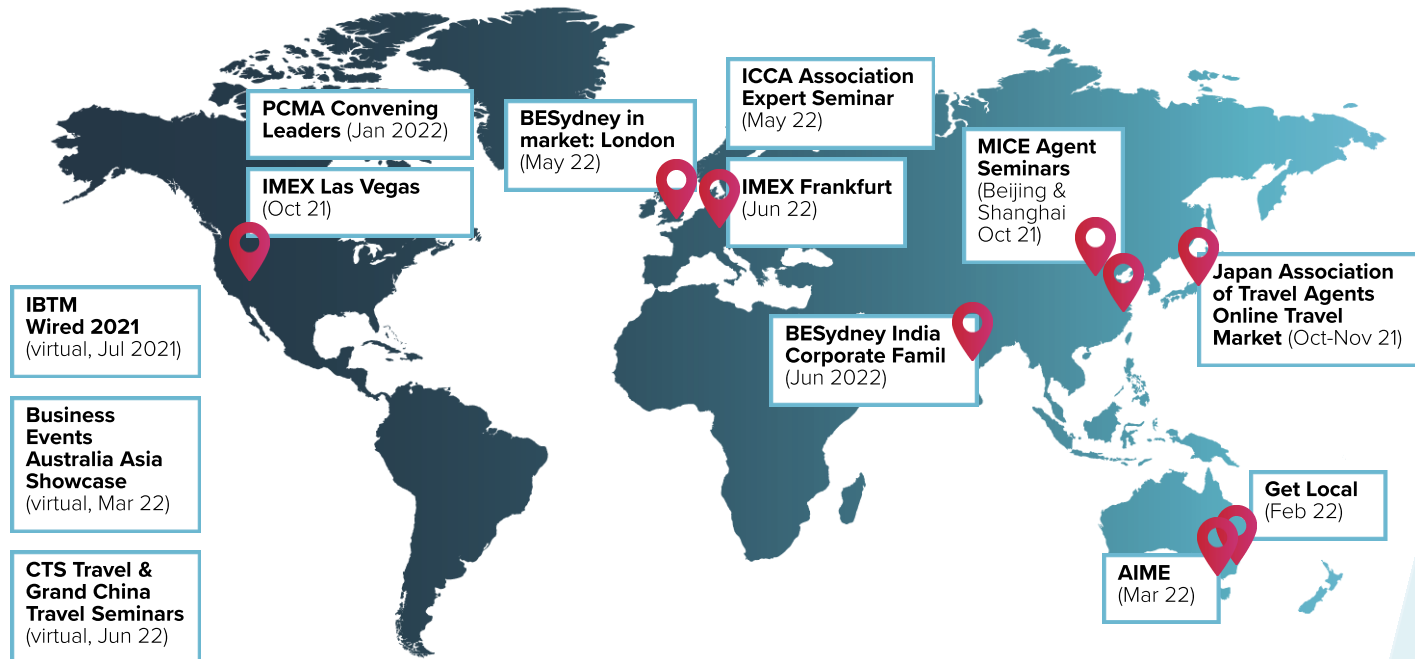 PCMA Convening
Leaders (Jan 2022)
IMEX Las Vegas
(Oct 21)
IBTM
Wired 2021
(virtual, Jul 2021)
Business
Events
Australia Asia
Showcase
(virtual, Mar 22)
CTS Travel &
Grand China
Travel Seminars
(virtual, Jun 22)
BESydney in
market: London
(May 22)
ICCA Association
Expert Seminar
(May 22)
IMEX Frankfurt
(Jun 22)
MICE Agent
Seminars
(Beijing &
Shanghai
Oct 21)
Japan Association
of Travel Agents
Online Travel
Market (Oct-Nov 21)
BESydney India
Corporate Famil
(Jun 2022)
Get Local
(Feb 22)
AIME
(Mar 22)